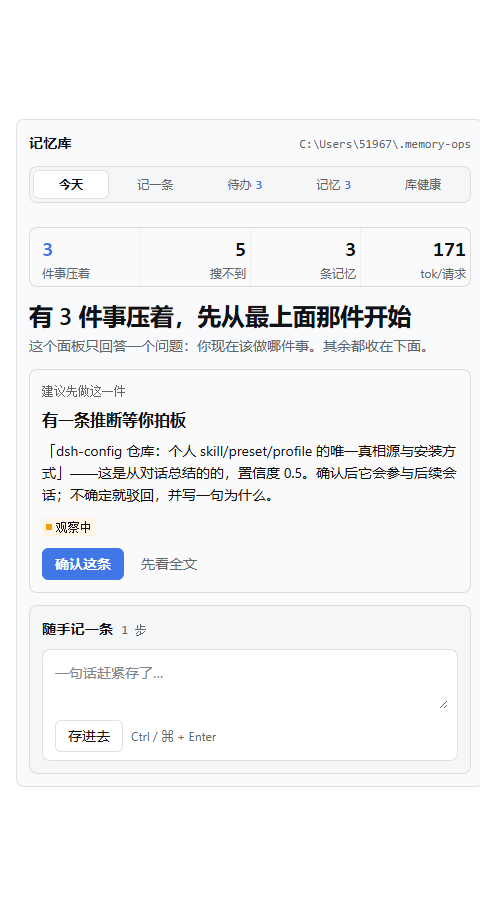 记忆库
C:\Users\51967\.memory-ops
今天 记一条 待办 3 记忆 3 库健康
3 5 3 171
件事压着 搜不到 条记忆 tok/请求
有 3 件事压着，先从最上面那件开始
这个面板只回答一个问题：你现在该做哪件事。其余都收在下面。
建议先做这一件
有一条推断等你拍板
「dsh-config 仓库：个人 skill/preset/profile 的唯一真相源与安装方
式」——这是从对话总结的的，置信度 0.5。确认后它会参与后续会
话；不确定就驳回，并写一句为什么。
观察中
确认这条 先看全文
随手记一条 1 步
一句话赶紧存了...
存进去 Ctrl / ⌘ + Enter